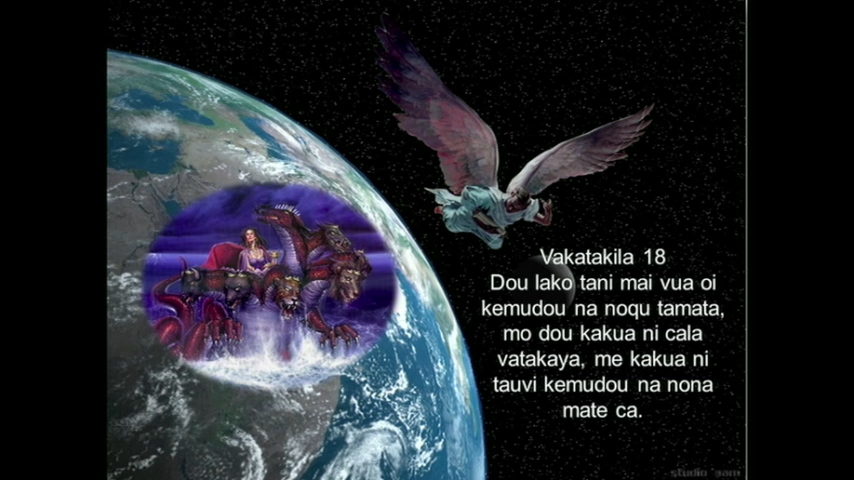 Vakatakila 18
Dou lako tani mai vua oi
kemudou na noqu tamata,
mo dou kakua ni cala
vatakaya, me kakua ni
tauvi kemudou na nona
mate ca.